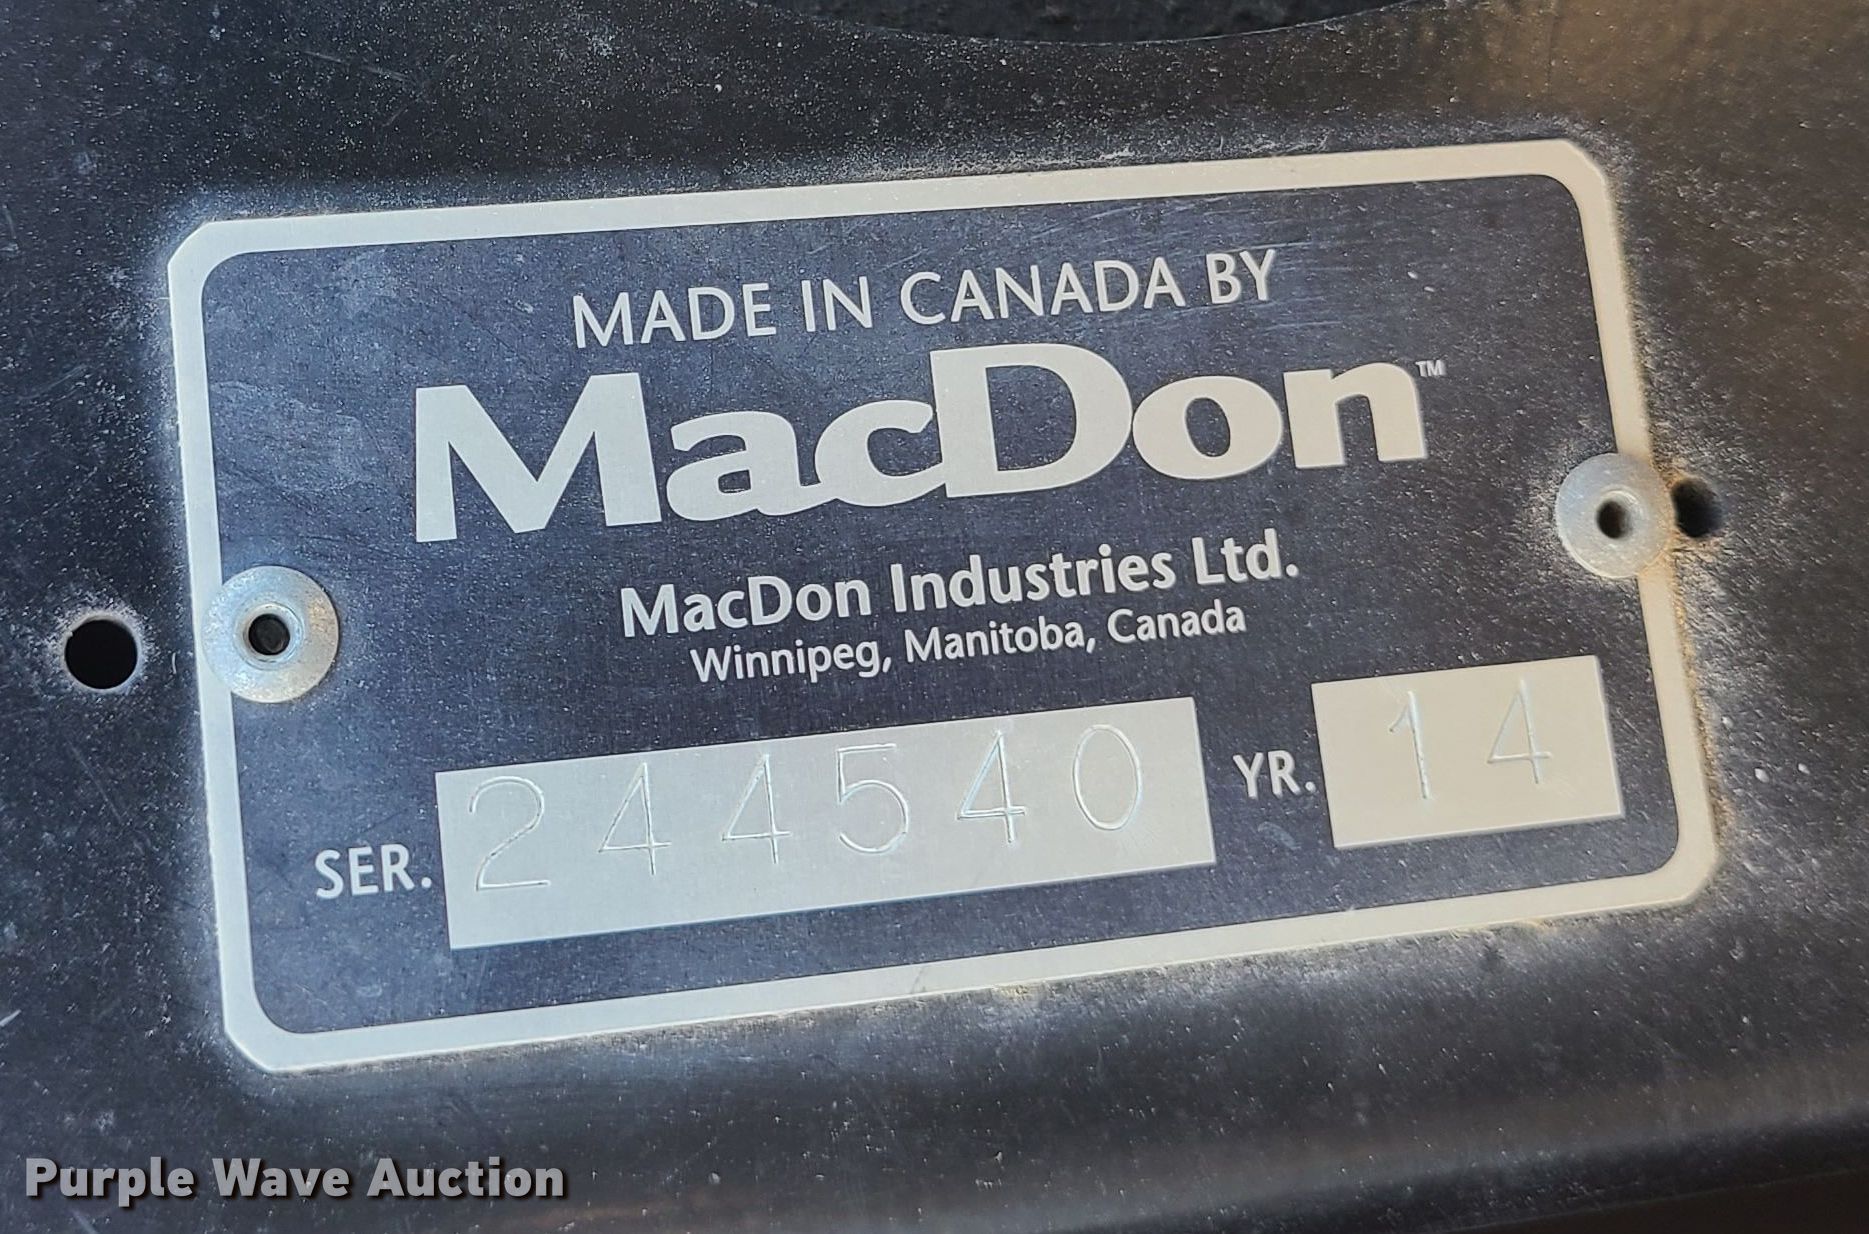 MADE IN CANADA BY
MacDon™
MacDon Industries Ltd.
Winnipeg, Manitoba, Canada
SER. 244540 YR. 14
Purple Wave Auction